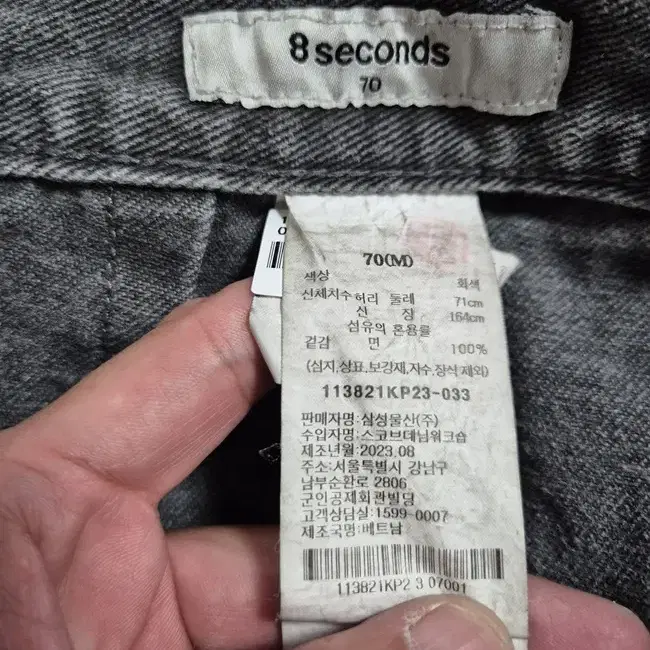 8 seconds
70
70(M)
색상 회색
신체치수허리 둘레 71cm
신 장 164cm
섬유의 혼용률
겉감 면 100%
(심지,상표,보강재,자수,장식 제외)
113821KP23-033
판매자명:삼성물산(주)
수입자명:스코브데님워크숍
제조년월:2023.08
주소:서울특별시 강남구
남부순환로 2806
군인공제회관빌딩
고객상담실:1599-0007
제조국명:베트남
113821KP2 3 07001